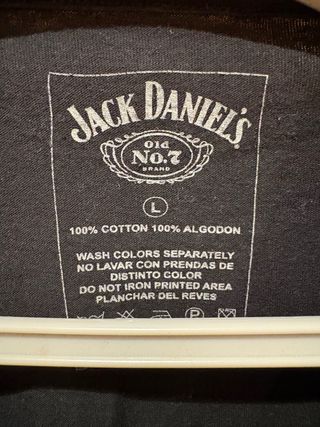 JACK DANIEL'S
Old
No.7
BRAND
L
100% COTTON 100% ALGODON
WASH COLORS SEPARATELY
NO LAVAR CON PRENDAS DE
DISTINTO COLOR
DO NOT IRON PRINTED AREA
PLANCHAR DEL REVES
P